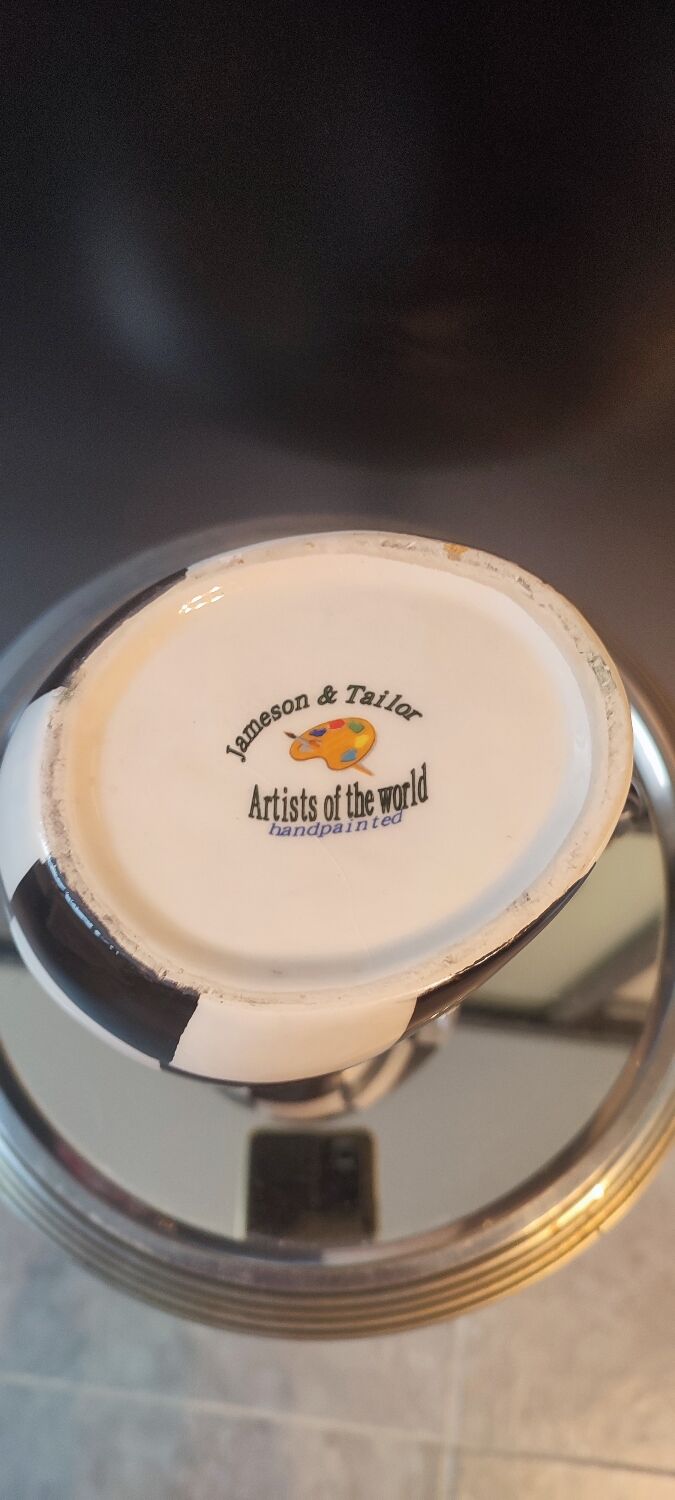 Jameson & Tailor
Artists of the world
handpainted